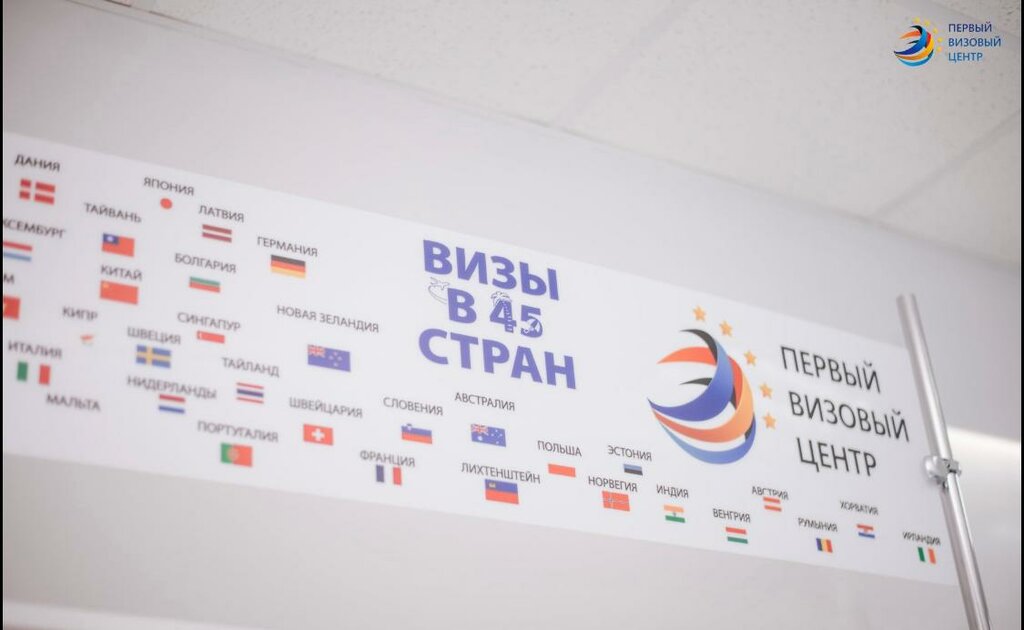 ПЕРВЫЙ
ВИЗОВЫЙ
ЦЕНТР
ДАНИЯ
ЯПОНИЯ
ТАЙВАНЬ
ЛАТВИЯ
ГЕРМАНИЯ
КИТАЙ
БОЛГАРИЯ
НОВАЯ ЗЕЛАНДИЯ
КИПР
ШВЕЦИЯ
СИНГАПУР
ИТАЛИЯ
НИДЕРЛАНДЫ
ТАЙЛАНД
МАЛЬТА
ШВЕЙЦАРИЯ
СЛОВЕНИЯ
АВСТРАЛИЯ
ПОРТУГАЛИЯ
ФРАНЦИЯ
ЛИХТЕНШТЕЙН
ПОЛЬША
ЭСТОНИЯ
НОРВЕГИЯ
ИНДИЯ
АВСТРИЯ
ВЕНГРИЯ
РУМЫНИЯ
ХОРВАТИЯ
ИРЛАНДИЯ
ВИЗЫ
В 45
СТРАН
ПЕРВЫЙ
ВИЗОВЫЙ
ЦЕНТР